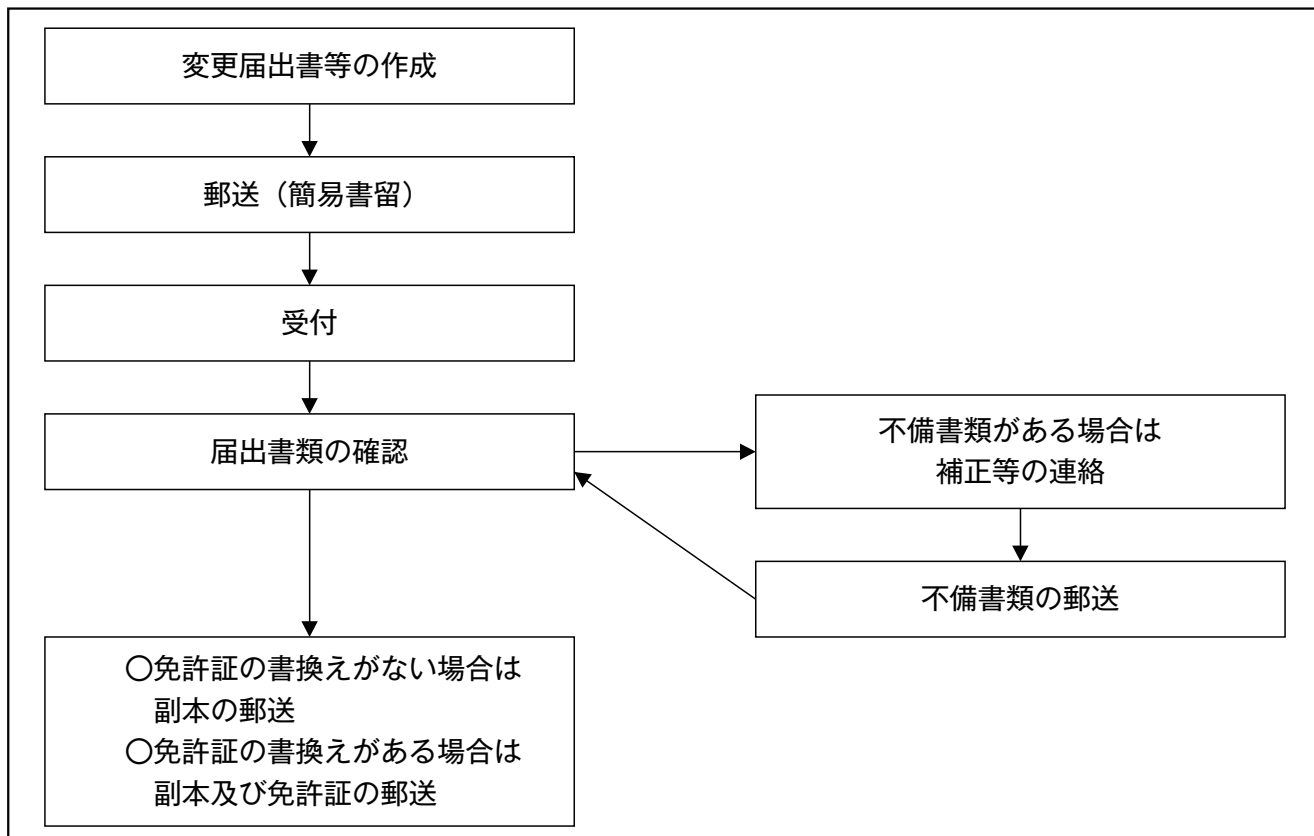 変更届出書等の作成
郵送（簡易書留）
受付
届出書類の確認
不備書類がある場合は
補正等の連絡
不備書類の郵送
〇免許証の書換えがない場合は
副本の郵送
〇免許証の書換えがある場合は
副本及び免許証の郵送